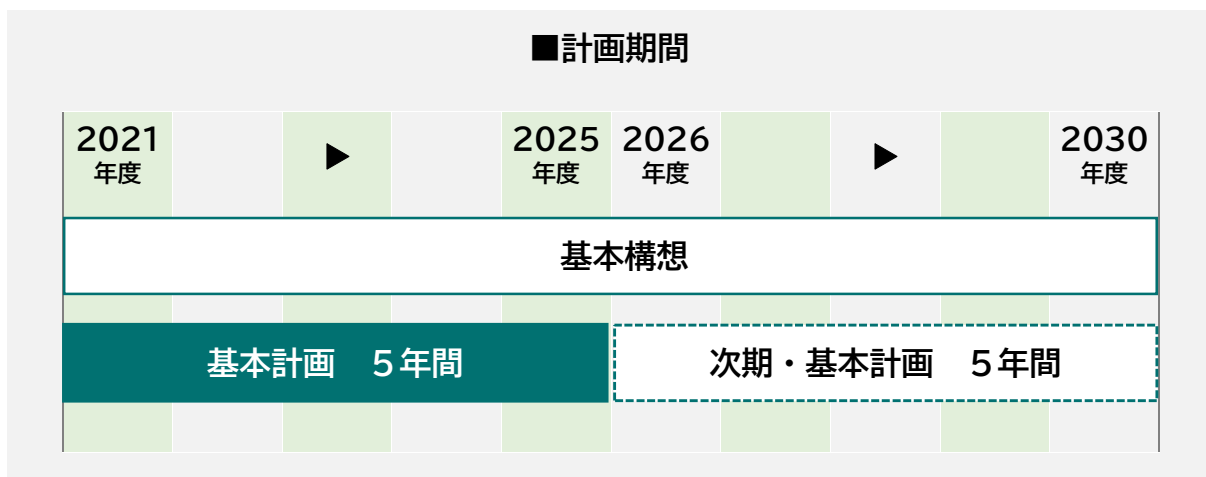 ■計画期間
2021 ▶ 2025 2026 ▶ 2030
年度 年度 年度 年度
基本構想
基本計画　５年間 次期・基本計画　５年間